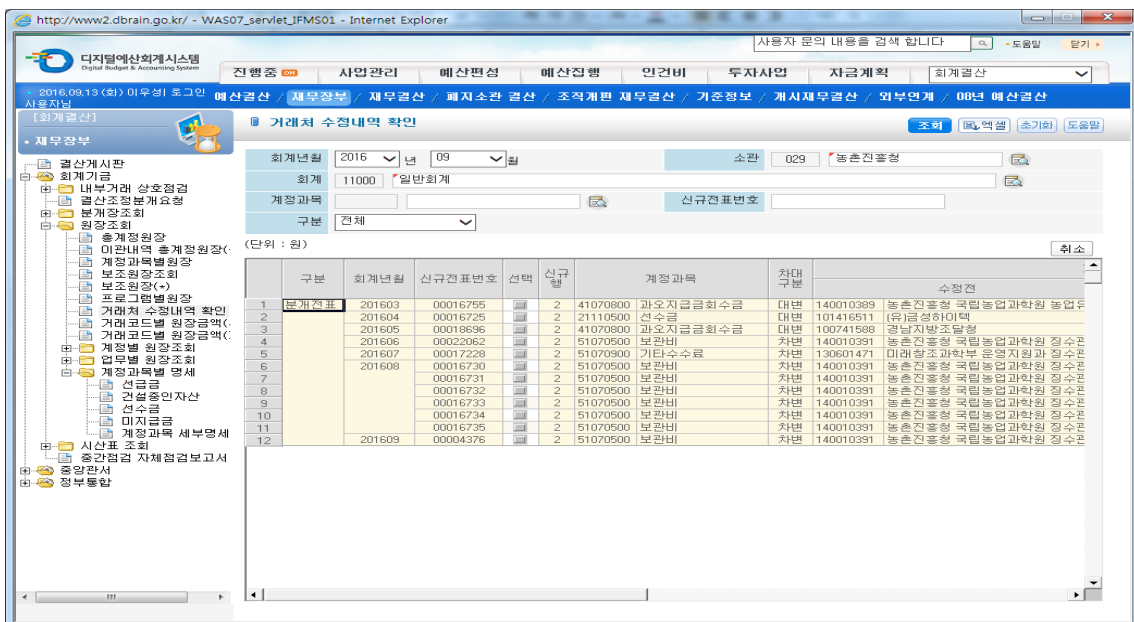 http://www2.dbrain.go.kr/ - WAS07_servlet_IFMS01 - Internet Explorer
사용자 문의 내용을 검색 합니다 도움말 닫기
디지털예산회계시스템
Digital Budget & Accounting System
진행중 사업관리 예산편성 예산집행 인건비 투자사업 자금계획 회계결산
2016,09,13 (화) 이우성I 로그인
사용자님
예산결산 / 재무장부 / 재무결산 / 폐지소관 결산 / 조직개편 재무결산 / 기준정보 / 개시재무결산 / 외부연계 / 08년 예산결산
[회계결산]
재무장부
거래처 수정내역 확인
조회 엑셀 초기화 도움말
결산게시판
회계기금
내부거래 상호점검
결산조정분개요청
분개장조회
원장조회
총계정원장
미관내역 총계정원장(
계정과목별원장
보조원장조회
보조원장(+)
프로그램별원장
거래처 수정내역 확인
거래코드별 원장금액(
거래코드별 원장금액(
계정별 원장조회
업무별 원장조회
계정과목별 명세
선급금
건설중인자산
선수금
미지급금
계정과목 세부명세
시산표 조회
중간점검 자체점검보고서
중앙관서
정부통합
회계년월 2016 년 09 월 소관 029 농촌진흥청
회계 11000 일반회계
계정과목 신규전표번호
구분 전체
(단위 : 원) 취소
구분 회계년월 신규전표번호 선택 신규행 계정과목 차대구분 수정전
1 분개전표 201603 00016755 2 41070800 과오지급금회수금 대변 140010389 농촌진흥청 국립농업과학원 농업유
2 201604 00016725 2 21110500 선수금 대변 101416511 (유)금성하이텍
3 201605 00018696 2 41070800 과오지급금회수금 대변 100741588 경남지방조달청
4 201606 00022062 2 51070500 보관비 차변 140010391 농촌진흥청 국립농업과학원 징수관
5 201607 00017228 2 51070900 기타수수료 차변 130601471 미래창조과학부 운영지원과 징수관
6 201608 00016730 2 51070500 보관비 차변 140010391 농촌진흥청 국립농업과학원 징수관
7 00016731 2 51070500 보관비 차변 140010391 농촌진흥청 국립농업과학원 징수관
8 00016732 2 51070500 보관비 차변 140010391 농촌진흥청 국립농업과학원 징수관
9 00016733 2 51070500 보관비 차변 140010391 농촌진흥청 국립농업과학원 징수관
10 00016734 2 51070500 보관비 차변 140010391 농촌진흥청 국립농업과학원 징수관
11 00016735 2 51070500 보관비 차변 140010391 농촌진흥청 국립농업과학원 징수관
12 201609 00004376 2 51070500 보관비 차변 140010391 농촌진흥청 국립농업과학원 징수관